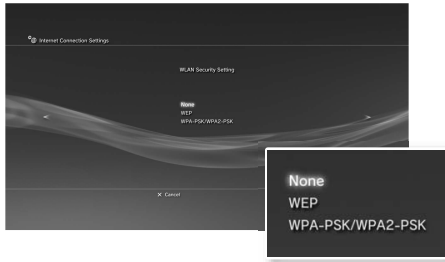 Internet Connection Settings
WLAN Security Setting
None
WEP
WPA-PSK/WPA2-PSK
X Cancel
None
WEP
WPA-PSK/WPA2-PSK